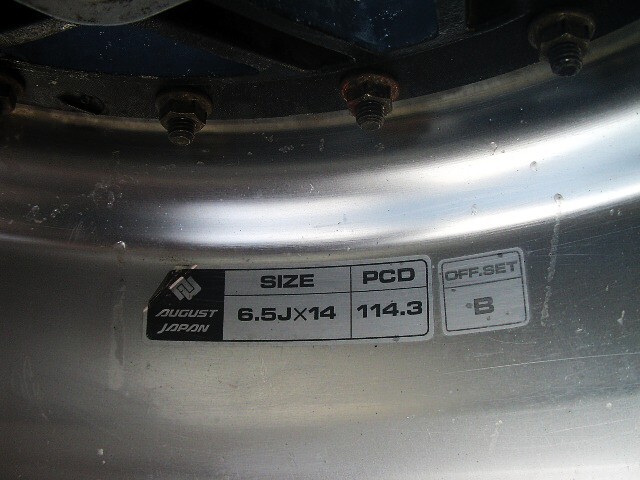 AUGUST
JAPAN
SIZE PCD
6.5J×14 114.3
OFF.SET
B